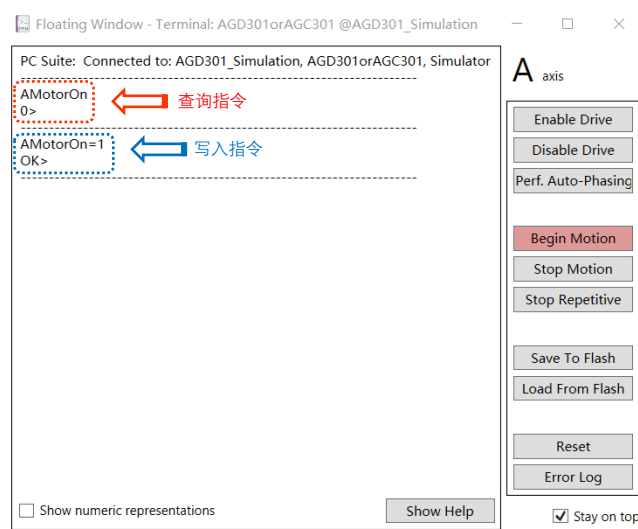 Floating Window - Terminal: AGD301orAGC301 @AGD301_Simulation
PC Suite: Connected to: AGD301_Simulation, AGD301orAGC301, Simulator
AMotorOn
0>
查询指令
AMotorOn=1
OK>
写入指令
Show numeric representations
Show Help
A axis
Enable Drive
Disable Drive
Perf. Auto-Phasing
Begin Motion
Stop Motion
Stop Repetitive
Save To Flash
Load From Flash
Reset
Error Log
Stay on top